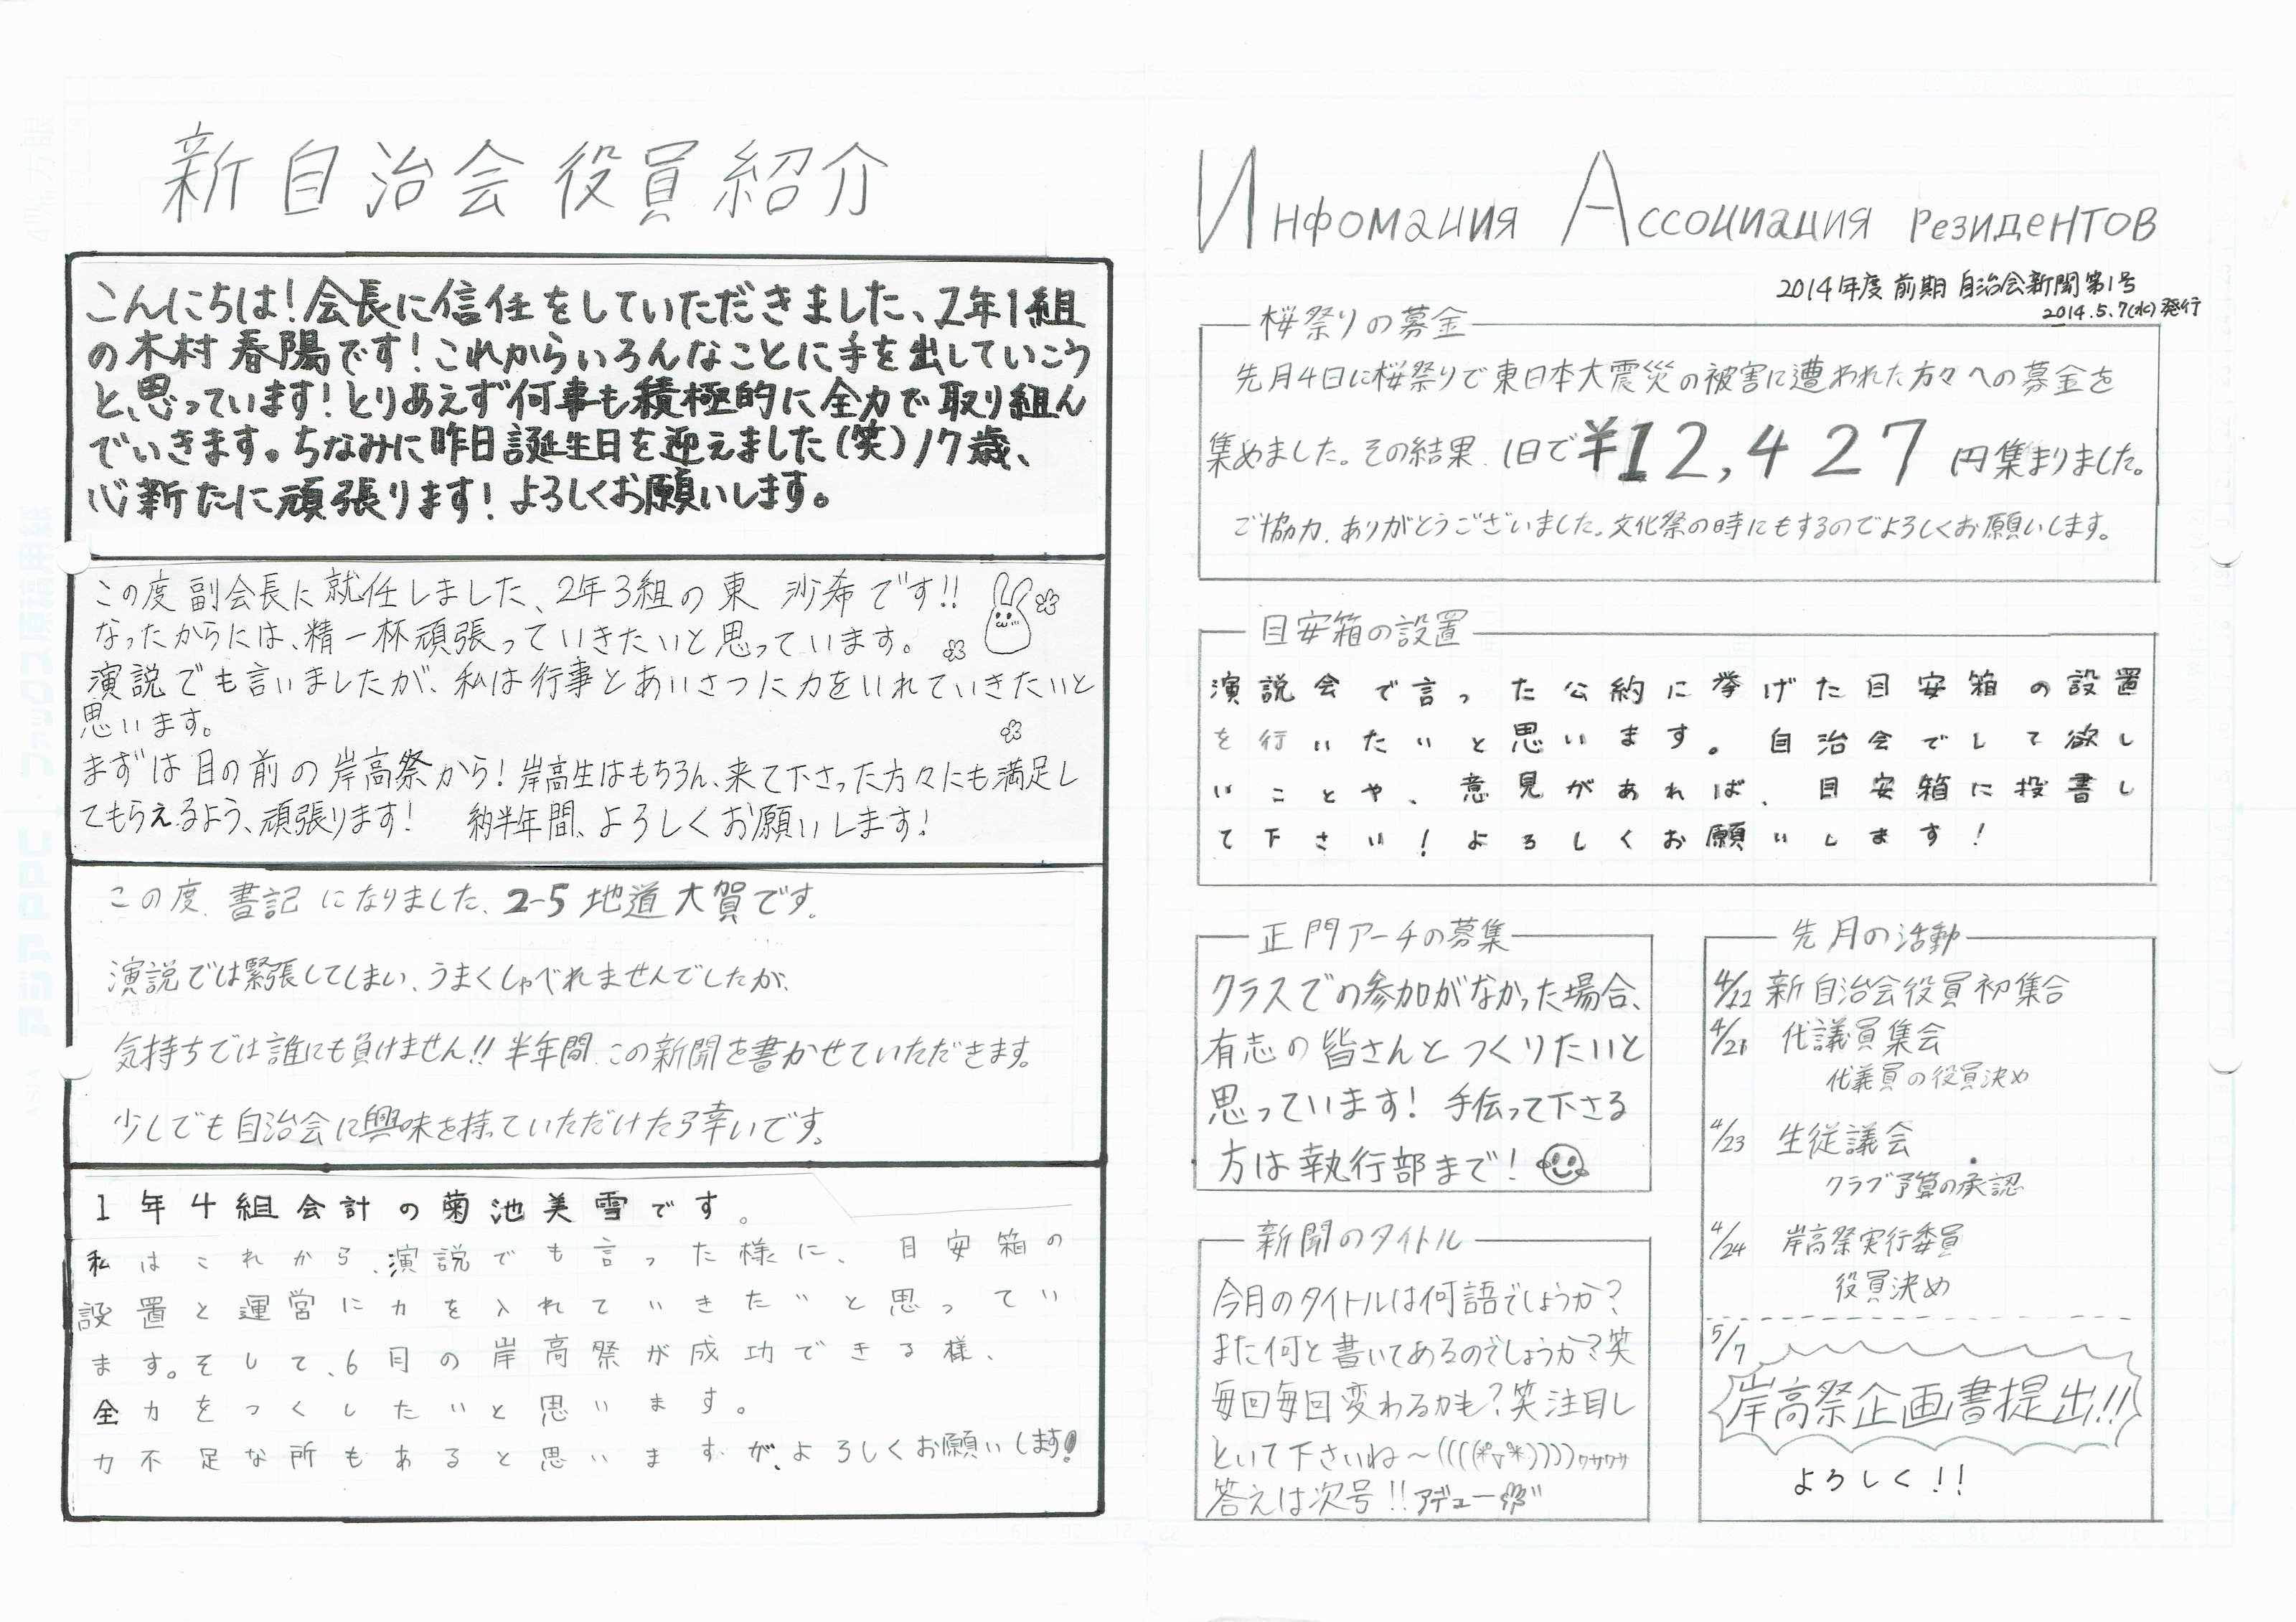 新自治会役員紹介
こんにちは！会長に信任をしていただきました、2年1組
の木村春陽です！これからいろんなことに手を出していこう
と、思っています！とりあえず何事も積極的に全力で取り組ん
でいきます。ちなみに昨日誕生日を迎えました(笑)17歳、
心新たに頑張ります！よろしくお願いします。
この度副会長に就任しました、2年3組の東 沙希です!!
なったからには、精一杯頑張っていきたいと思っています。
演説でも言いましたが、私は行事とあいさつに力をいれていきたいと
思います。
まずは目の前の岸高祭から！岸高生はもちろん、来て下さった方々にも満足し
てもらえるよう、頑張ります！ 約半年間、よろしくお願いします！
この度、書記になりました、2-5 地道大賀です。
演説では緊張してしまい、うまくしゃべれませんでしたが、
気持ちでは誰にも負けません!! 半年間、この新聞を書かせていただきます。
少しでも自治会に興味を持っていただけたら幸いです。
1年4組会計の菊池美雪です。
私はこれから、演説でも言った様に、目安箱の
設置と運営に力を入れていきたいと思ってい
ます。そして、6月の岸高祭が成功できる様、
全力をつくしたいと思います。
力不足な所もあると思いますが、よろしくお願いします！
Инфомация Ассоциация резидентов
2014年度 前期 自治会新聞第1号
2014.5.7(水)発行
桜祭りの募金
先月4日に桜祭りで東日本大震災の被害に遭われた方々への募金を
集めました。その結果、1日で¥12,427円集まりました。
ご協力、ありがとうございました。文化祭の時にもするのでよろしくお願いします。
目安箱の設置
演説会で言った公約に挙げた目安箱の設置
を行いたいと思います。自治会でして欲し
いことや、意見があれば、目安箱に投書し
て下さい！よろしくお願いします！
正門アーチの募集
クラスでの参加がなかった場合、
有志の皆さんとつくりたいと
思っています！手伝って下さる
方は執行部まで！
新聞のタイトル
今月のタイトルは何語でしょうか？
また何と書いてあるのでしょうか？笑
毎回毎回変わるかも？笑注目し
といて下さいね～((((*▽*))))ワサワサ
答えは次号!!アデュー
先月の活動
4/11 新自治会役員初集合
4/21 代議員集会
代義員の役員決め
4/23 生従議会
クラブ予算の承認
4/24 岸高祭実行委員
役員決め
5/7
岸高祭企画書提出!!
よろしく!!